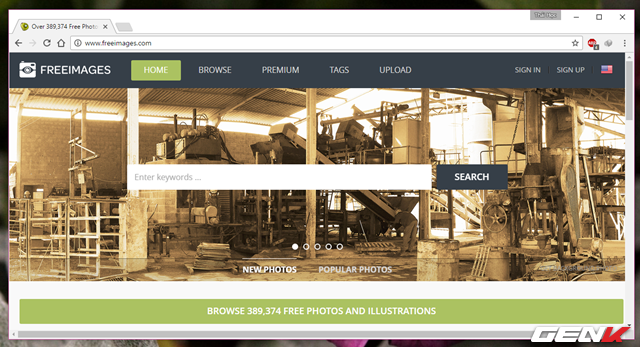 Over 389,374 Free Photo
www.freeimages.com
FREEIMAGES HOME BROWSE PREMIUM TAGS UPLOAD SIGN IN SIGN UP
Enter keywords ... SEARCH
NEW PHOTOS POPULAR PHOTOS
BROWSE 389,374 FREE PHOTOS AND ILLUSTRATIONS
GENK